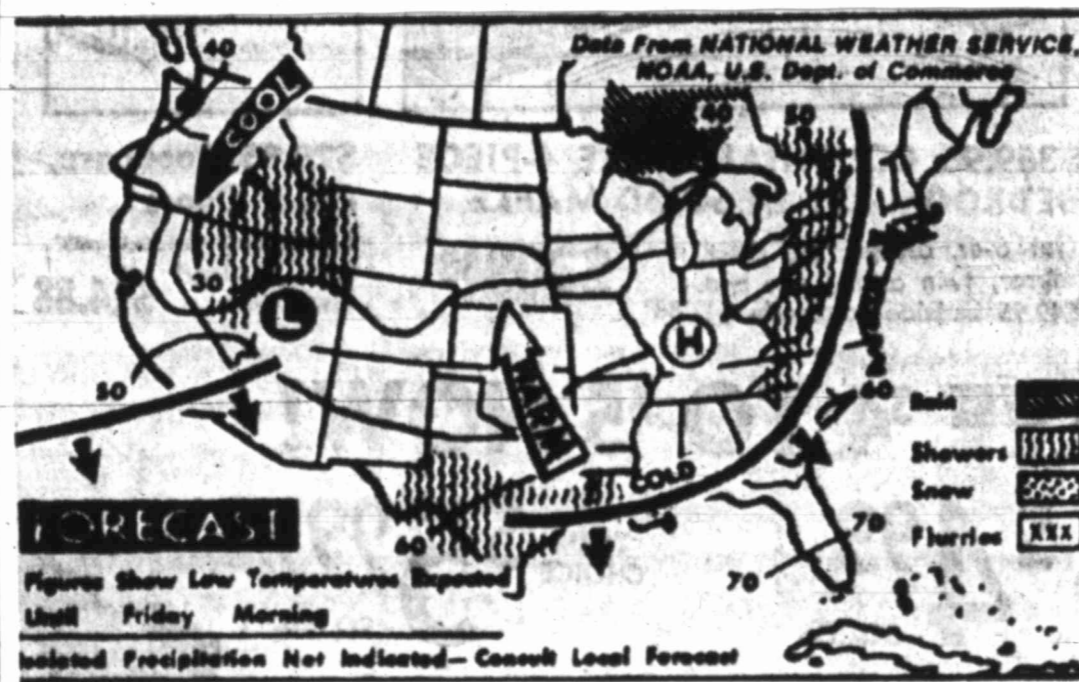 Data From NATIONAL WEATHER SERVICE,
NOAA, U.S. Dept. of Commerce
40
COOL
40
50
30
L
H
50
WARM
60
COLD
60
70
70
Rain
Showers
Snow
Flurries
FORECAST
Figures Show Low Temperatures Expected
Until Friday Morning
Isolated Precipitation Not Indicated— Consult Local Forecast